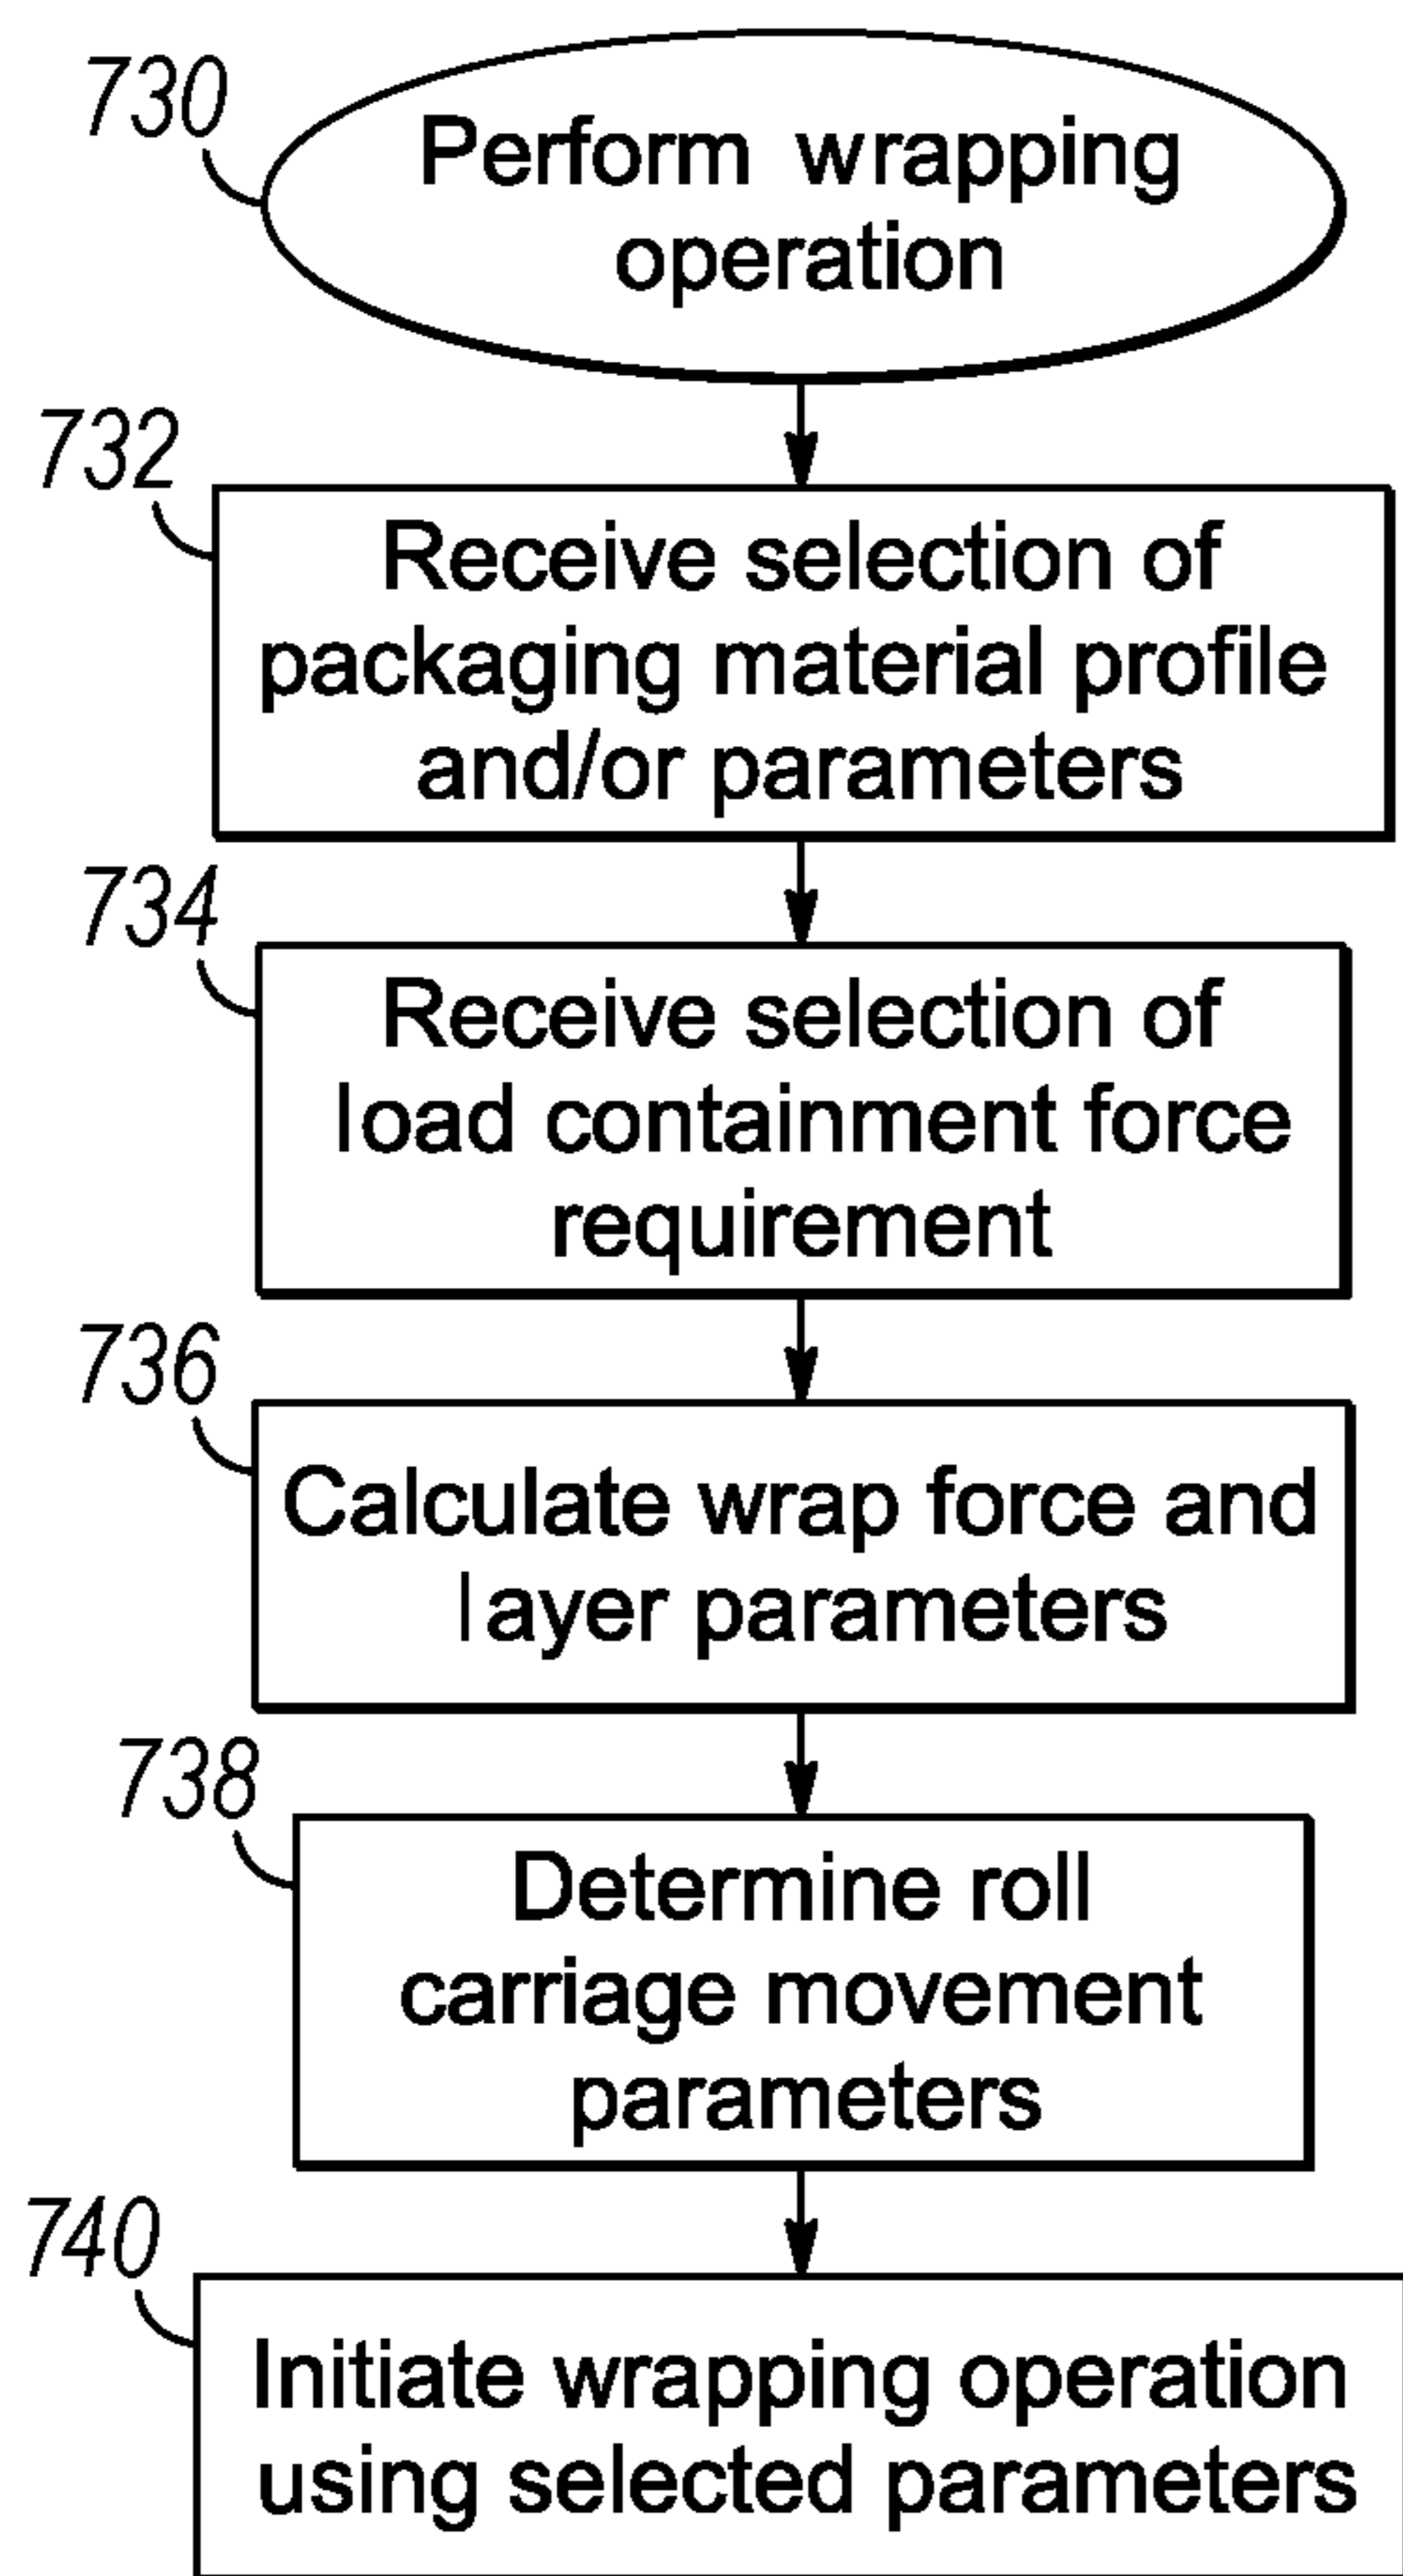 730
Perform wrapping
operation
732
Receive selection of
packaging material profile
and/or parameters
734
Receive selection of
load containment force
requirement
736
Calculate wrap force and
layer parameters
738
Determine roll
carriage movement
parameters
740
Initiate wrapping operation
using selected parameters